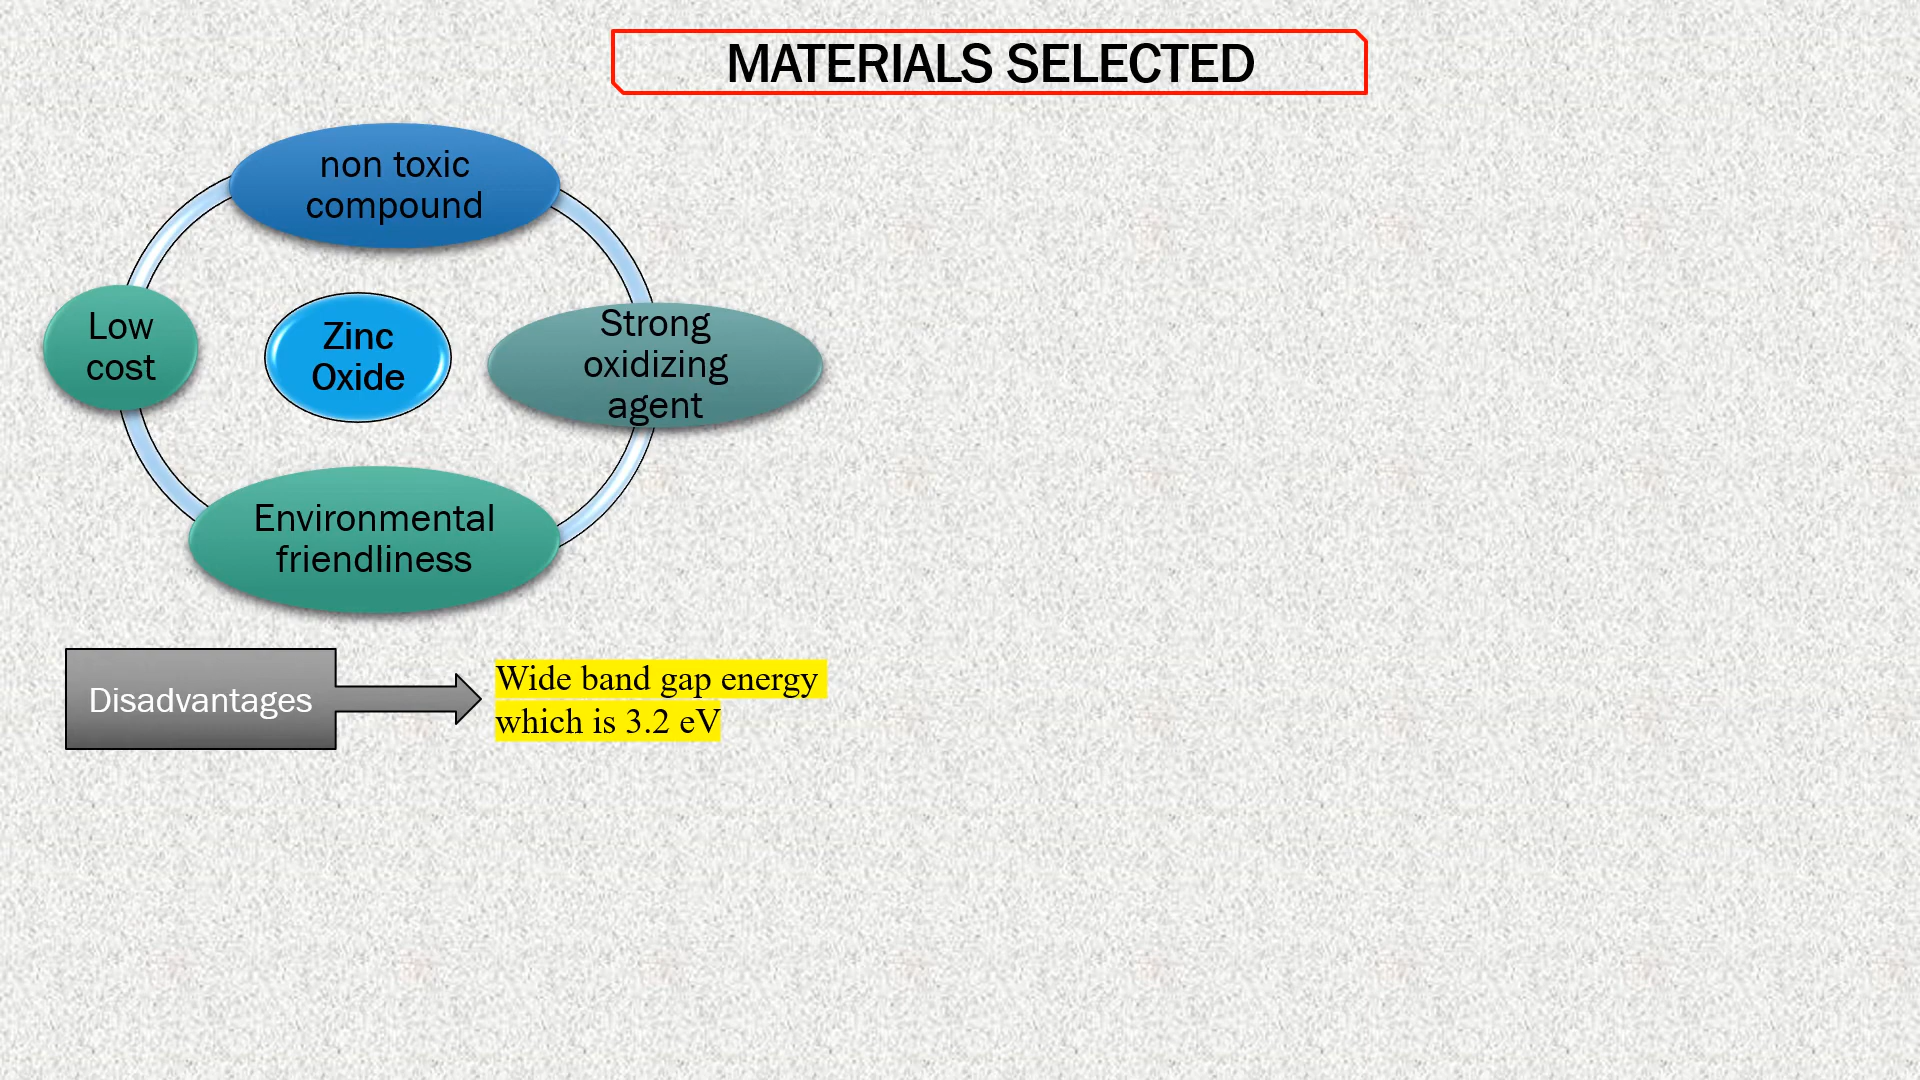 MATERIALS SELECTED
non toxic
compound
Low
cost
Zinc
Oxide
Strong
oxidizing
agent
Environmental
friendliness
Disadvantages
Wide band gap energy
which is 3.2 eV